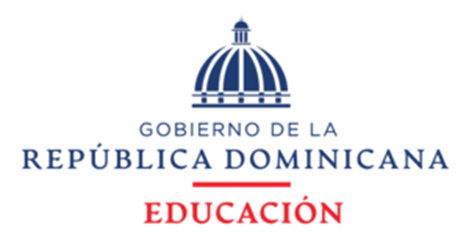 GOBIERNO DE LA
REPÚBLICA DOMINICANA
EDUCACIÓN